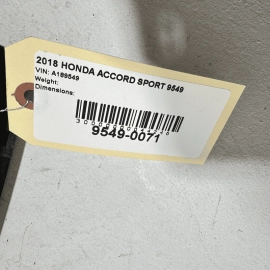 2018 HONDA ACCORD SPORT 9549
VIN: A189549
Weight:
Dimensions:
9549-0071